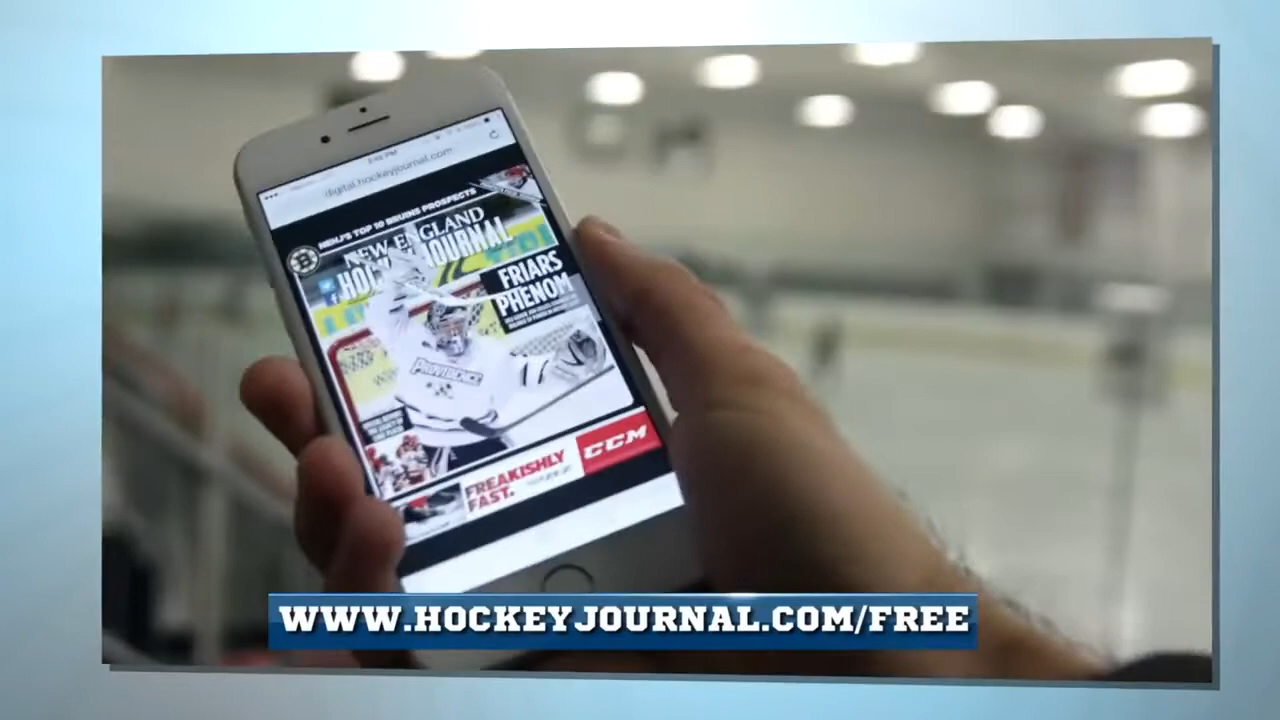 digital.hockeyjournal.com
NEHJ'S TOP 10 BRUINS PROSPECTS
B
NEW ENGLAND
HOCKEY JOURNAL
FRIARS
PHENOM
PROVIDENCE
FREAKISHLY
FAST.
CCM
WWW.HOCKEYJOURNAL.COM/FREE